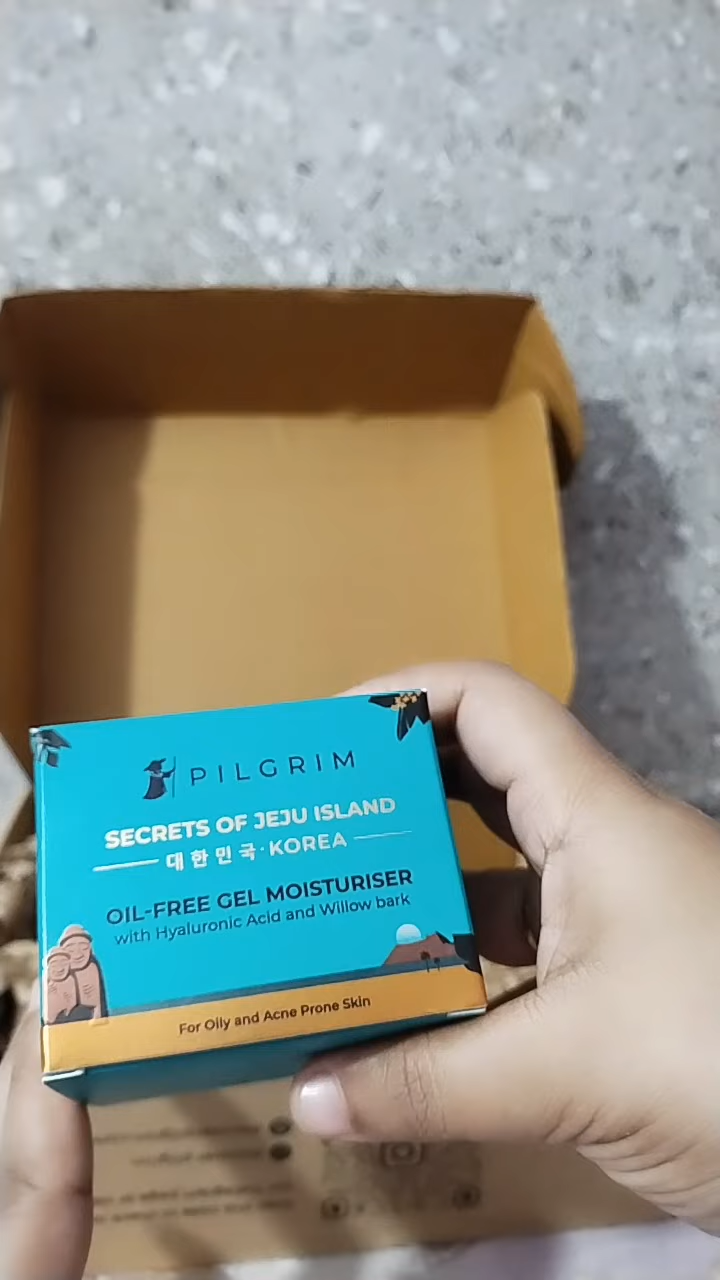 PILGRIM
SECRETS OF JEJU ISLAND
대한민국·KOREA
OIL-FREE GEL MOISTURISER
with Hyaluronic Acid and Willow bark
For Oily and Acne Prone Skin